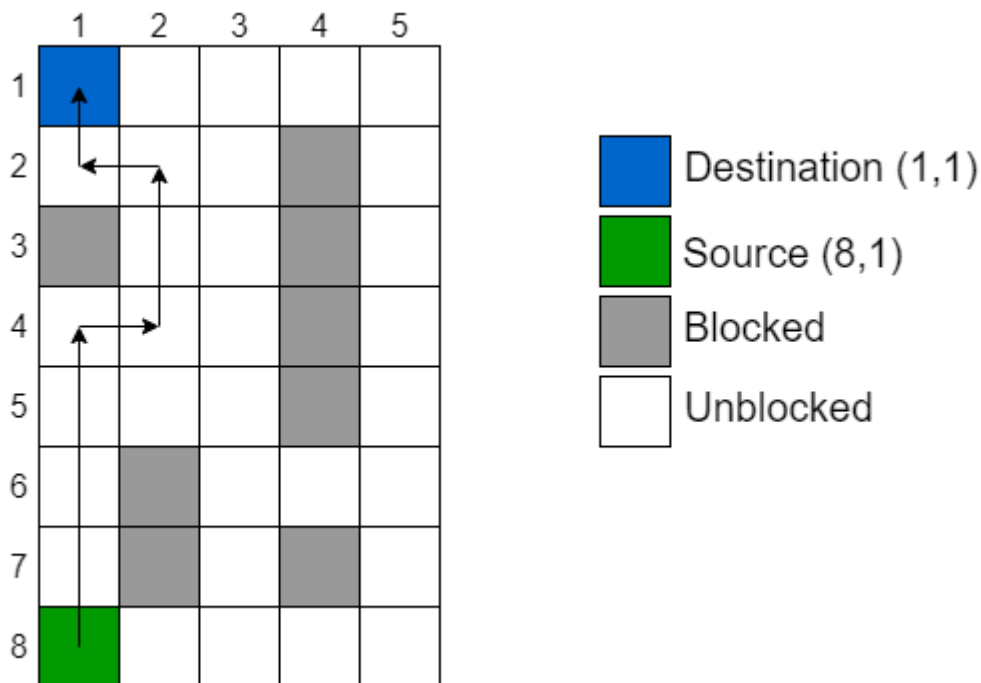 1 2 3 4 5
1
2
3
4
5
6
7
8
Destination (1,1)
Source (8,1)
Blocked
Unblocked